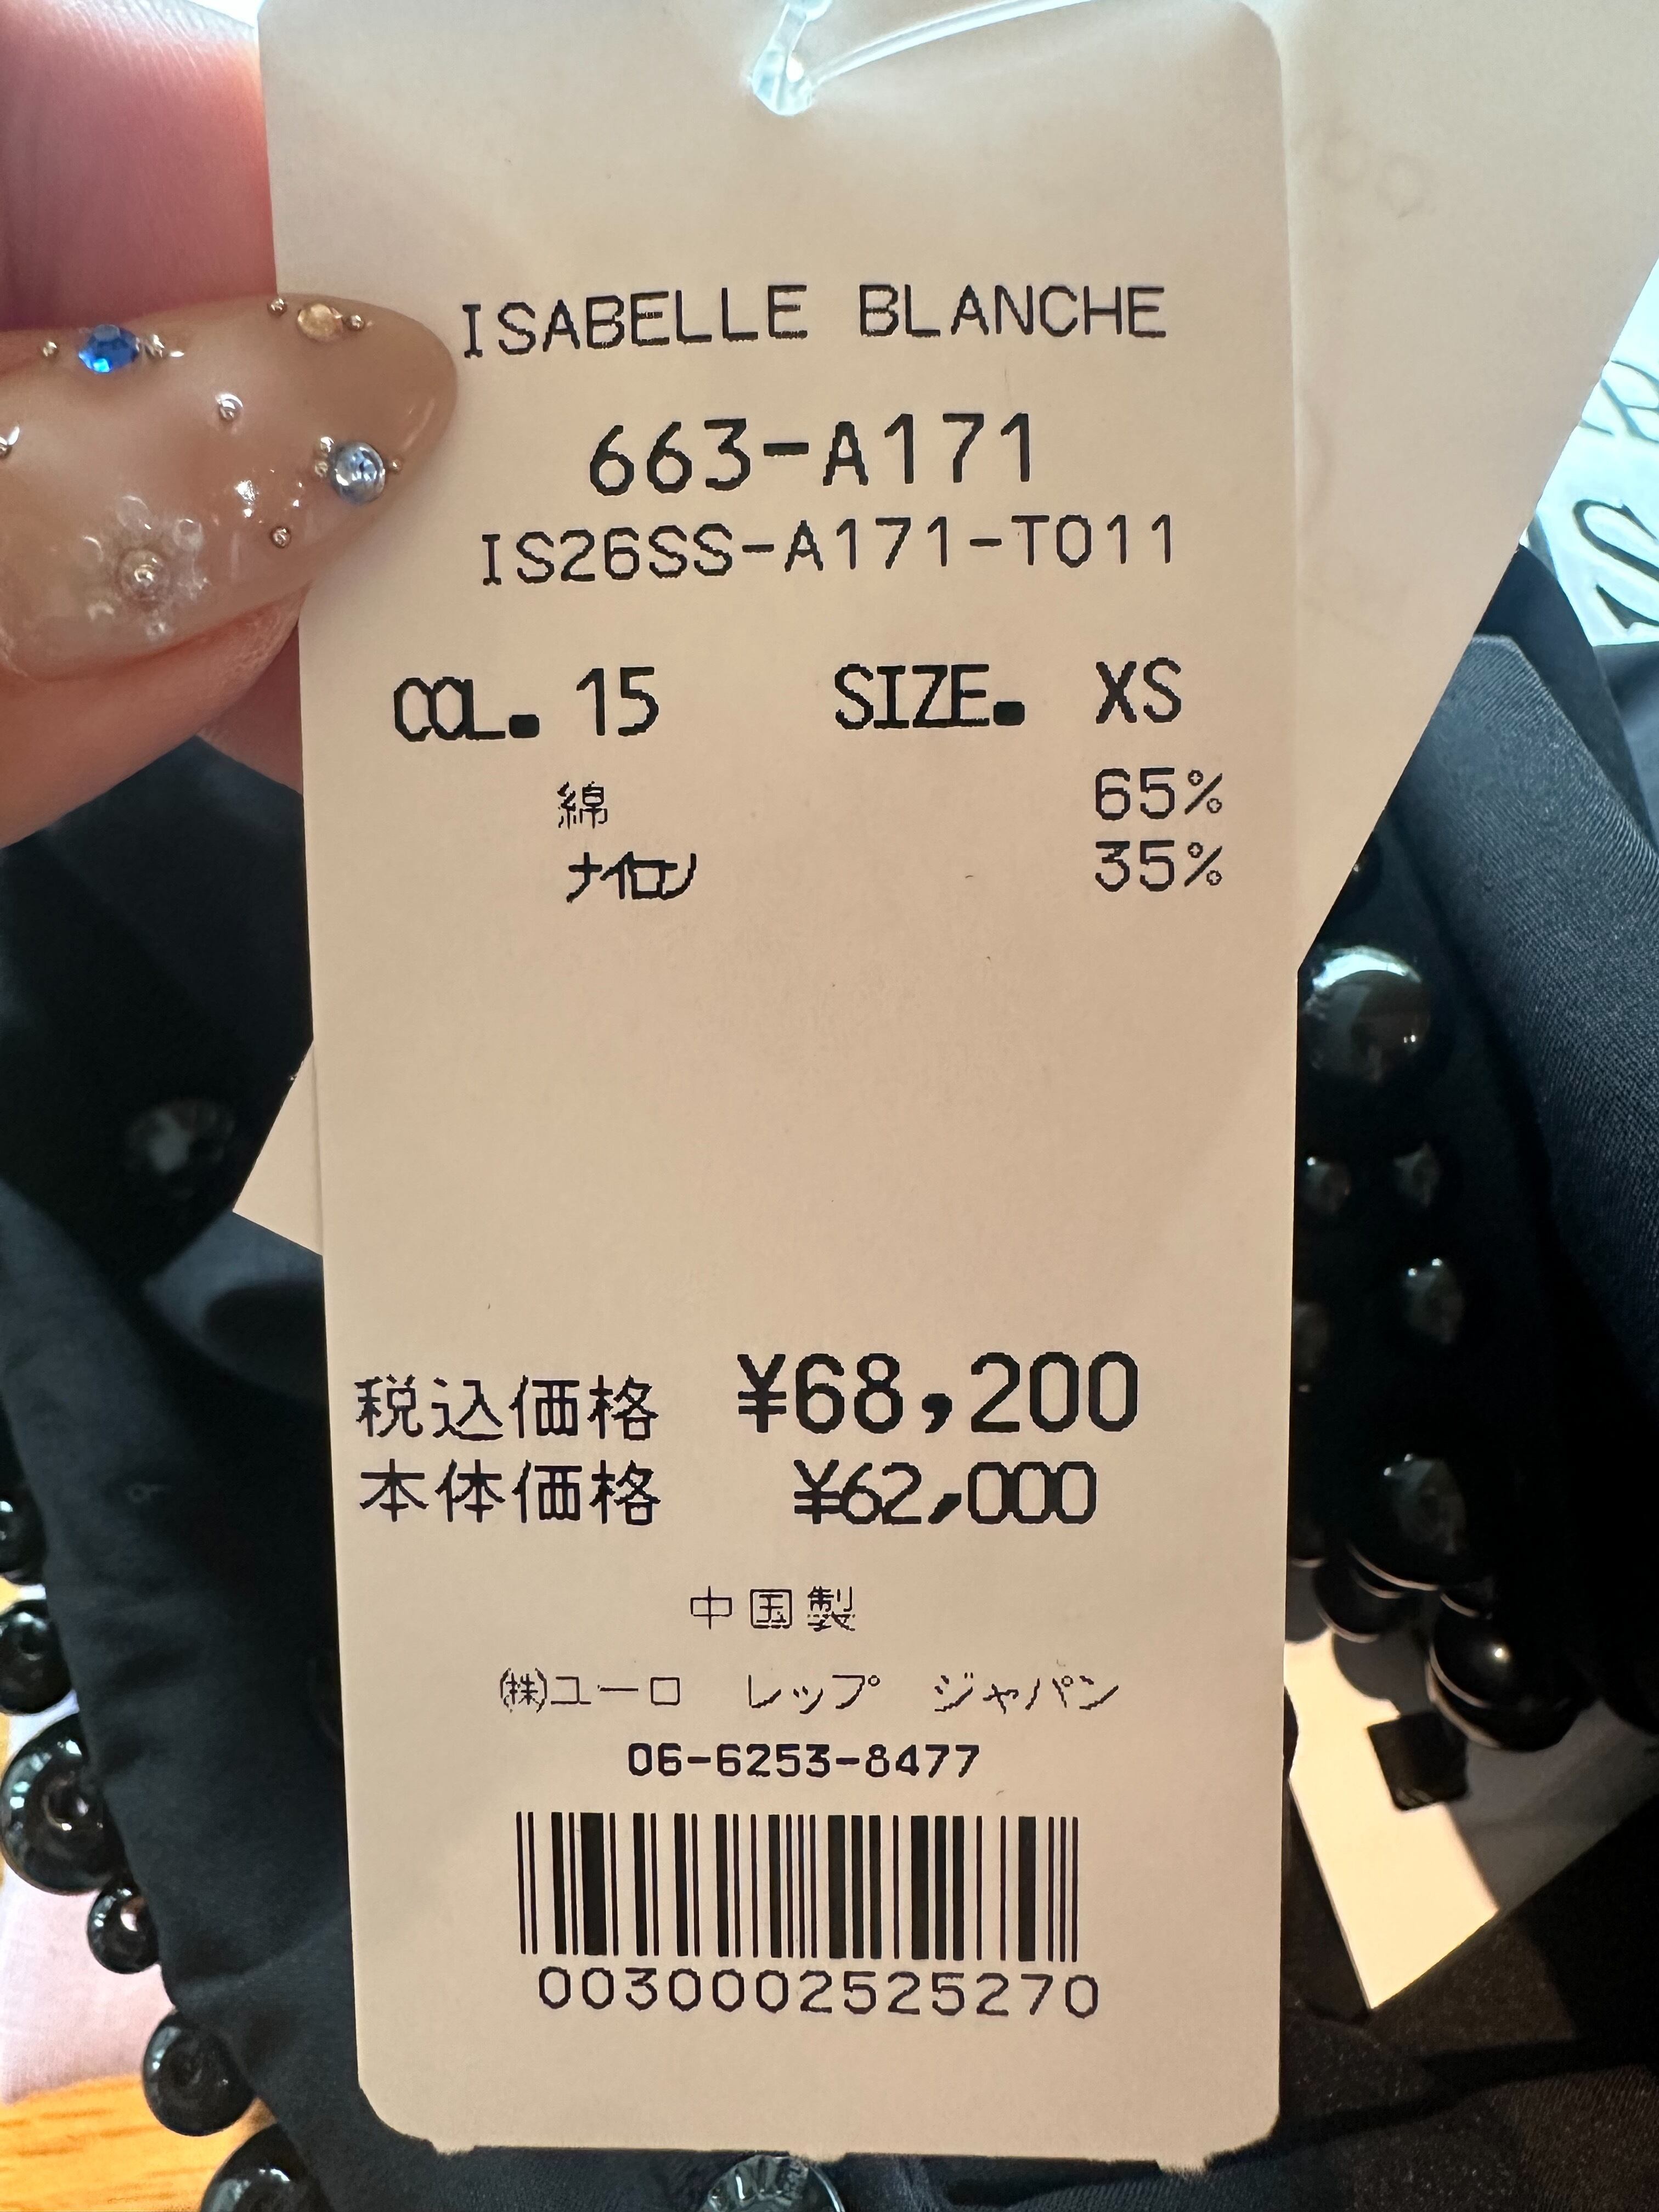 ISABELLE BLANCHE
663-A171
IS26SS-A171-T011
COL. 15 SIZE. XS
綿 65%
ナイロン 35%
税込価格 ¥68,200
本体価格 ¥62,000
中国製
㈱ユーロ レップ ジャパン
06-6253-8477
0030002525270